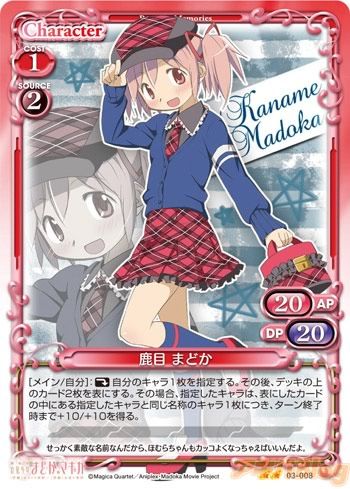 Character
COST
1
SOURCE
2
Kaname
Madoka
20 AP
DP 20
鹿目 まどか
[メイン/自分]: 自分のキャラ1枚を指定する。その後、デッキの上
のカード2枚を表にする。その場合、指定したキャラは、表にしたカード
の中にある指定したキャラと同じ名称のキャラ1枚につき、ターン終了
時まで+10/+10を得る。
せっかく素敵な名前なんだから、ほむらちゃんもカッコよくなっちゃえばいいんだよ。
©Magica Quartet／Aniplex・Madoka Movie Project
03-008